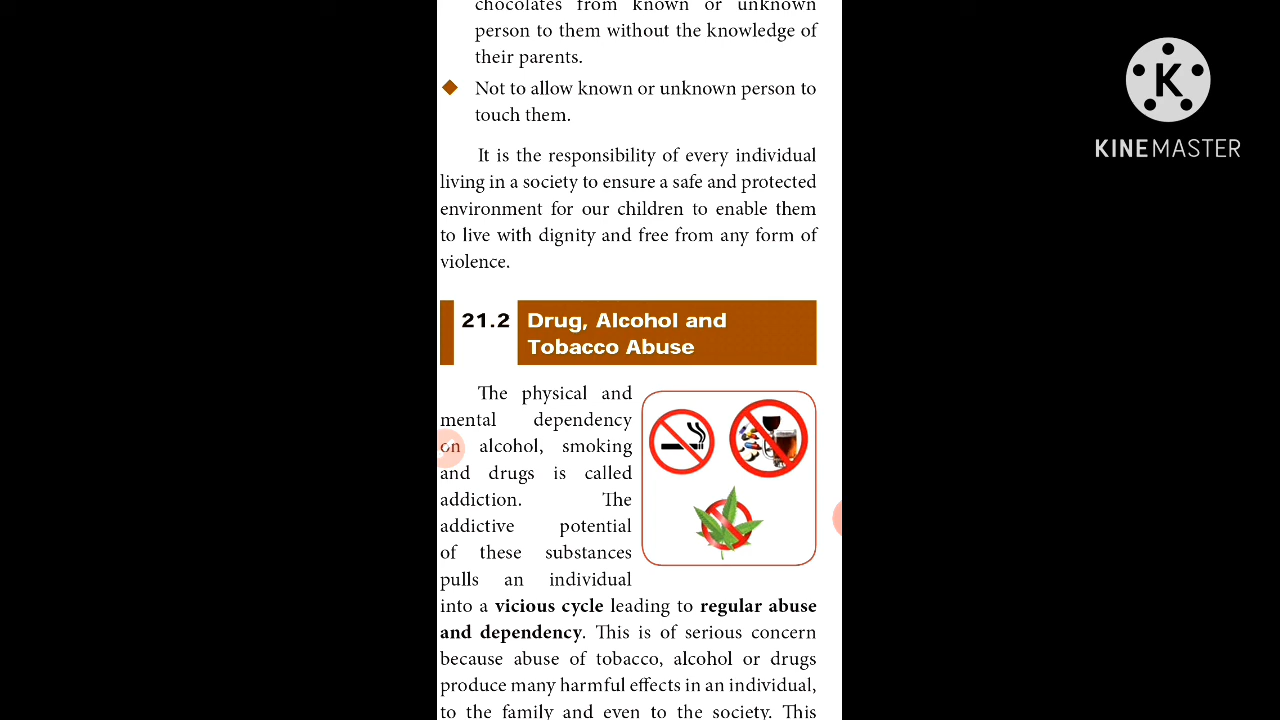 chocolates from known or unknown
person to them without the knowledge of
their parents.
Not to allow known or unknown person to
touch them.
It is the responsibility of every individual
living in a society to ensure a safe and protected
environment for our children to enable them
to live with dignity and free from any form of
violence.
21.2 Drug, Alcohol and
Tobacco Abuse
The physical and
mental dependency
on alcohol, smoking
and drugs is called
addiction. The
addictive potential
of these substances
pulls an individual
into a vicious cycle leading to regular abuse
and dependency. This is of serious concern
because abuse of tobacco, alcohol or drugs
produce many harmful effects in an individual,
to the family and even to the society. This
K
KINEMASTER